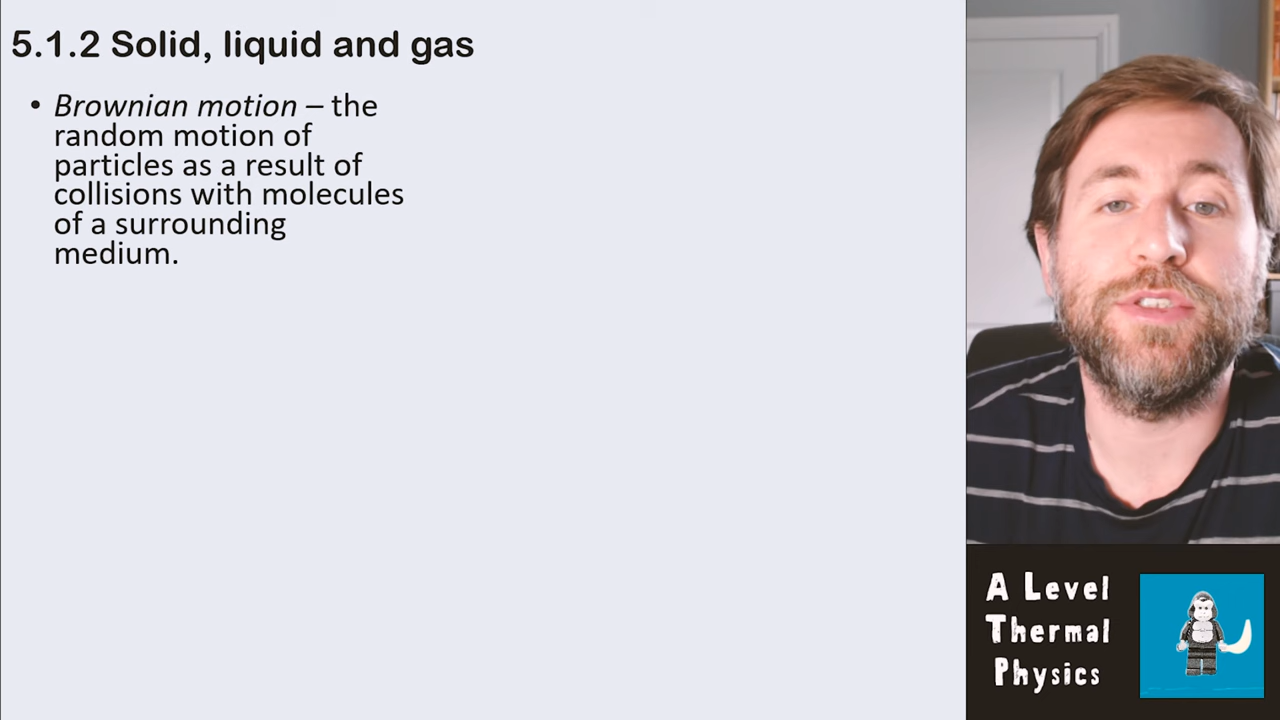 5.1.2 Solid, liquid and gas
• Brownian motion – the
random motion of
particles as a result of
collisions with molecules
of a surrounding
medium.
A Level
Thermal
Physics